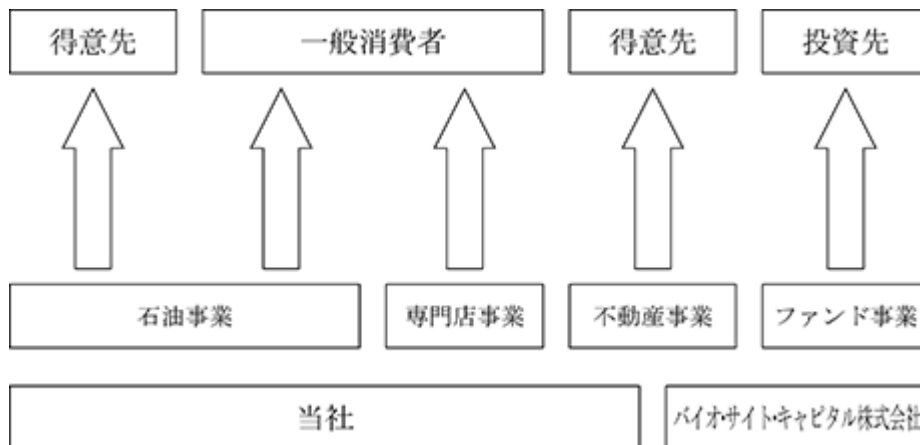 得意先
一般消費者
得意先
投資先
石油事業
専門店事業
不動産事業
ファンド事業
当社
バイオ・サイト・キャピタル株式会社